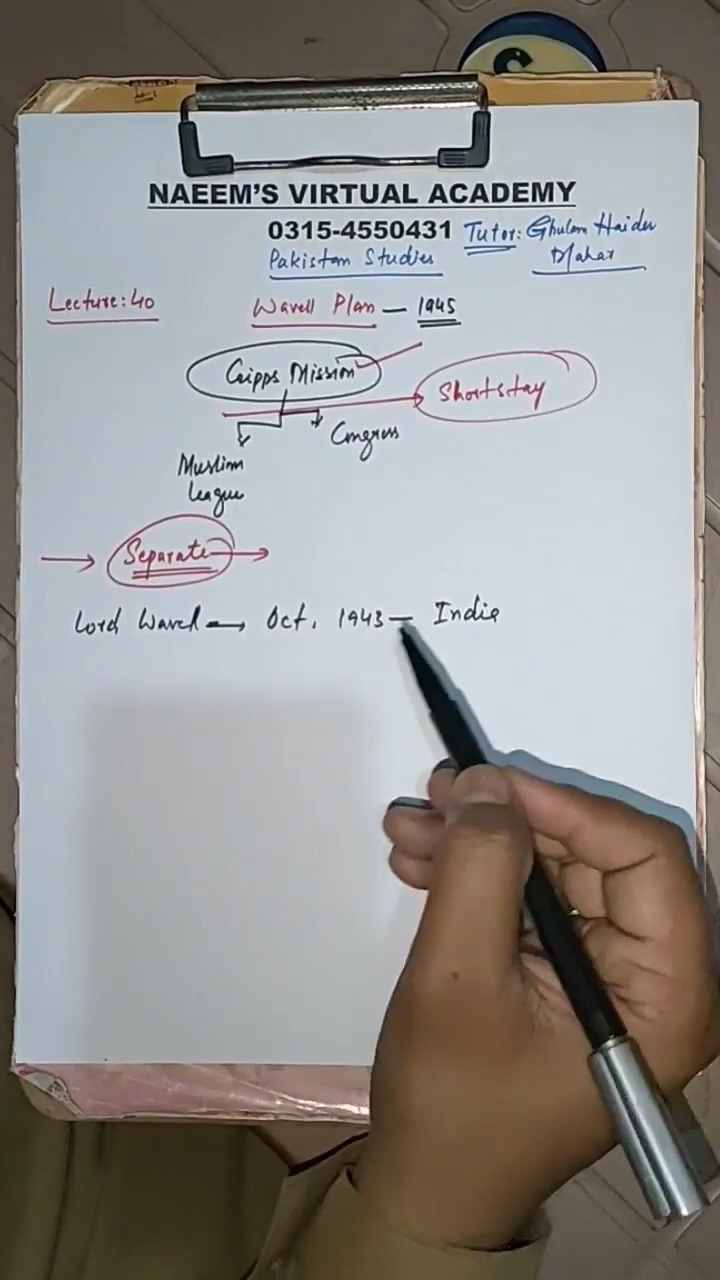 NAEEM'S VIRTUAL ACADEMY
0315-4550431 Tutor: Ghulam Haider Mahar
Pakistan Studies
Lecture: 40 Wavell Plan — 1945
Cripps Mission
Shortstay
Congress
Muslim League
→ Separate →
Lord Wavel → Oct. 1943 — India